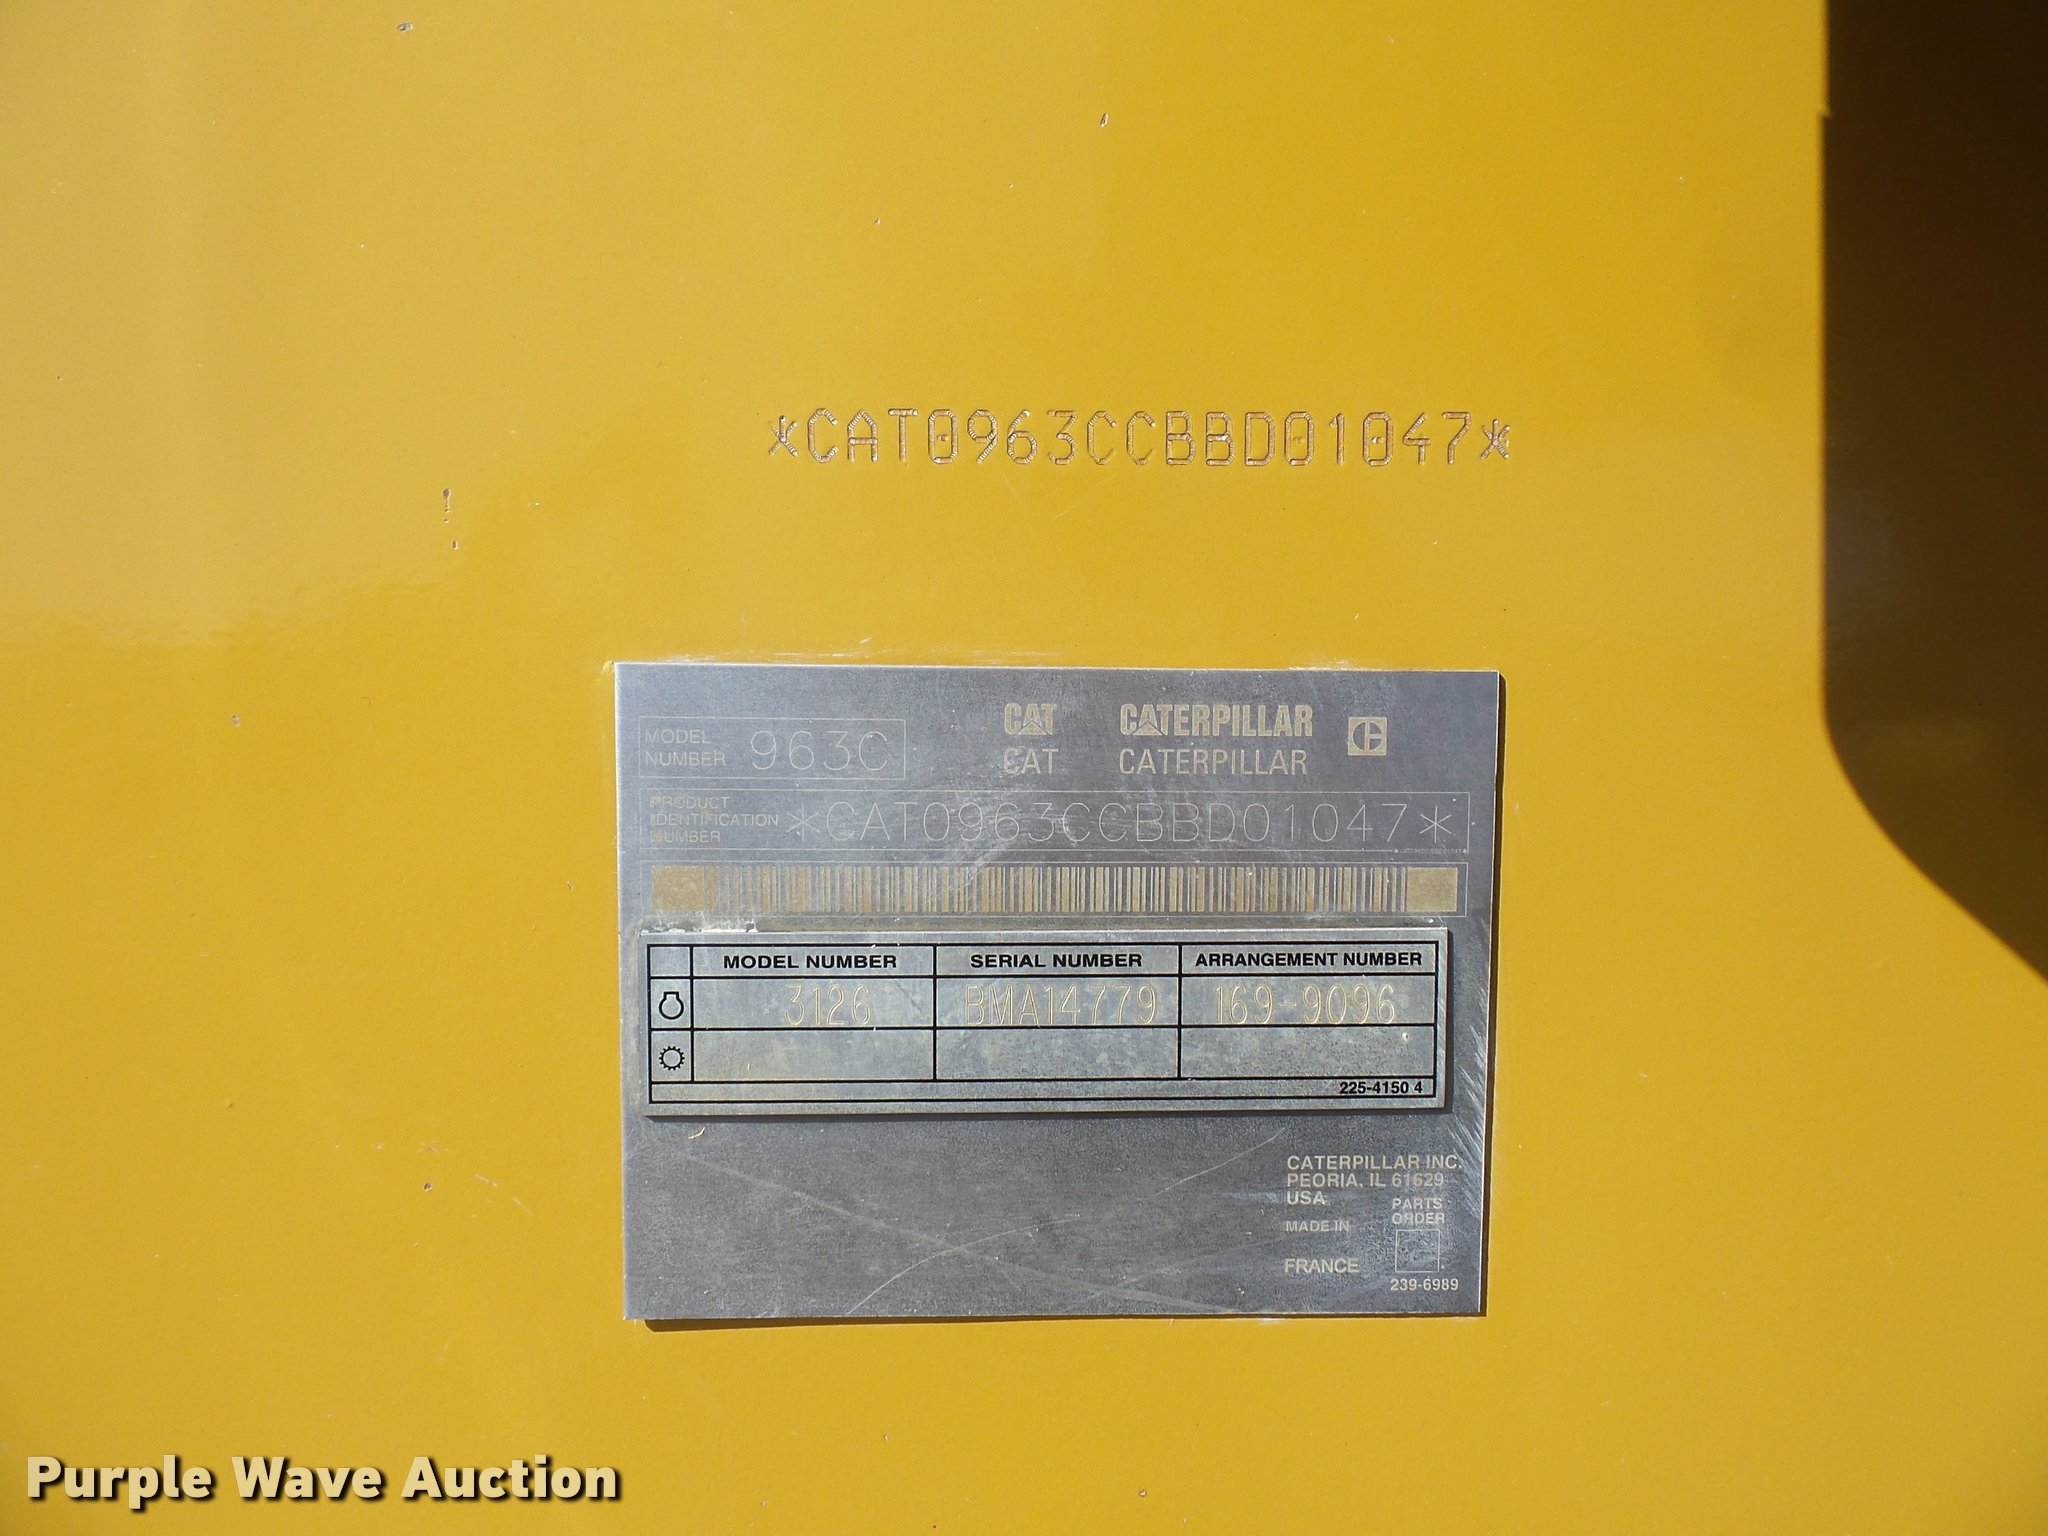 *CAT0963CCBBD01047*
CAT CATERPILLAR
MODEL NUMBER 963C CAT CATERPILLAR
PRODUCT IDENTIFICATION NUMBER *CAT0963CCBBD01047*
MODEL NUMBER SERIAL NUMBER ARRANGEMENT NUMBER
3126 BMA14779 169-9096
225-4150 4
CATERPILLAR INC.
PEORIA, IL 61629
USA
PARTS ORDER
MADE IN
FRANCE
239-6989
Purple Wave Auction